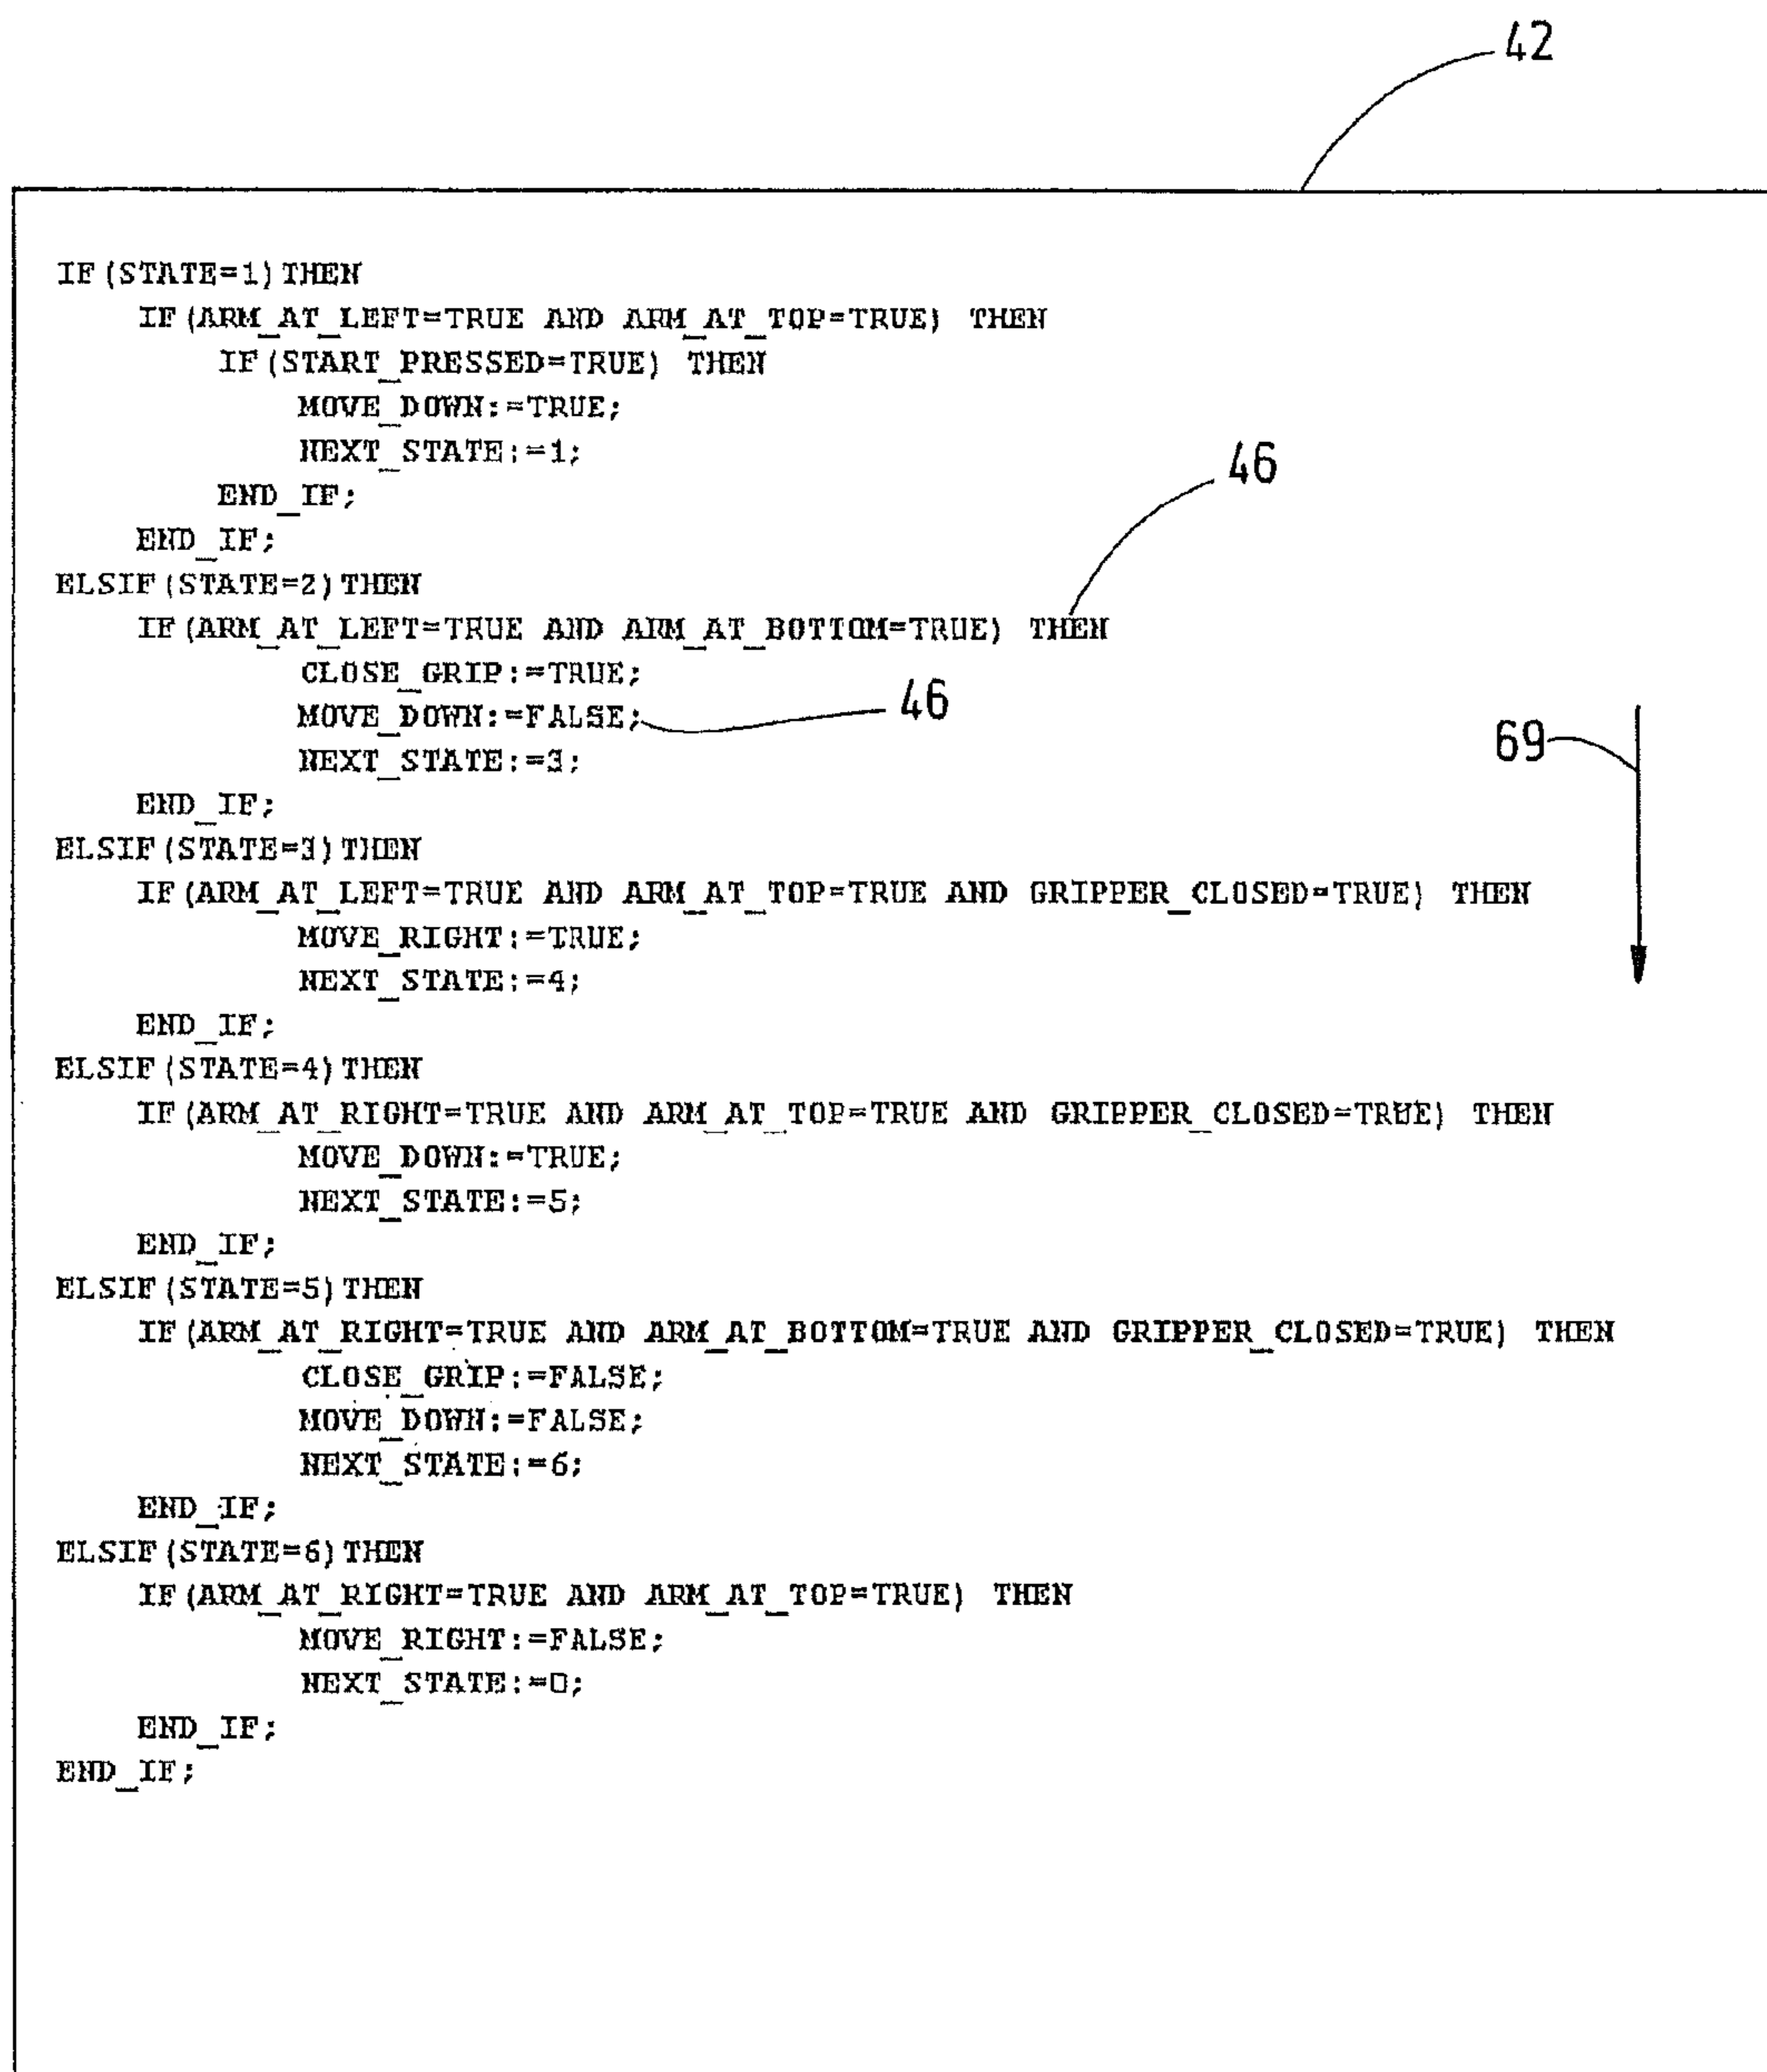 42
IF(STATE=1)THEN
    IF(ARM_AT_LEFT=TRUE AND ARM_AT_TOP=TRUE) THEN
        IF(START_PRESSED=TRUE) THEN
            MOVE_DOWN:=TRUE;
            NEXT_STATE:=1;
        END_IF;
    END_IF;
ELSIF(STATE=2)THEN
    IF(ARM_AT_LEFT=TRUE AND ARM_AT_BOTTOM=TRUE) THEN
            CLOSE_GRIP:=TRUE;
            MOVE_DOWN:=FALSE;
            NEXT_STATE:=3;
    END_IF;
ELSIF(STATE=3)THEN
    IF(ARM_AT_LEFT=TRUE AND ARM_AT_TOP=TRUE AND GRIPPER_CLOSED=TRUE) THEN
            MOVE_RIGHT:=TRUE;
            NEXT_STATE:=4;
    END_IF;
ELSIF(STATE=4)THEN
    IF(ARM_AT_RIGHT=TRUE AND ARM_AT_TOP=TRUE AND GRIPPER_CLOSED=TRUE) THEN
            MOVE_DOWN:=TRUE;
            NEXT_STATE:=5;
    END_IF;
ELSIF(STATE=5)THEN
    IF(ARM_AT_RIGHT=TRUE AND ARM_AT_BOTTOM=TRUE AND GRIPPER_CLOSED=TRUE) THEN
            CLOSE_GRIP:=FALSE;
            MOVE_DOWN:=FALSE;
            NEXT_STATE:=6;
    END_IF;
ELSIF(STATE=6)THEN
    IF(ARM_AT_RIGHT=TRUE AND ARM_AT_TOP=TRUE) THEN
            MOVE_RIGHT:=FALSE;
            NEXT_STATE:=0;
    END_IF;
END_IF;
46
46
69